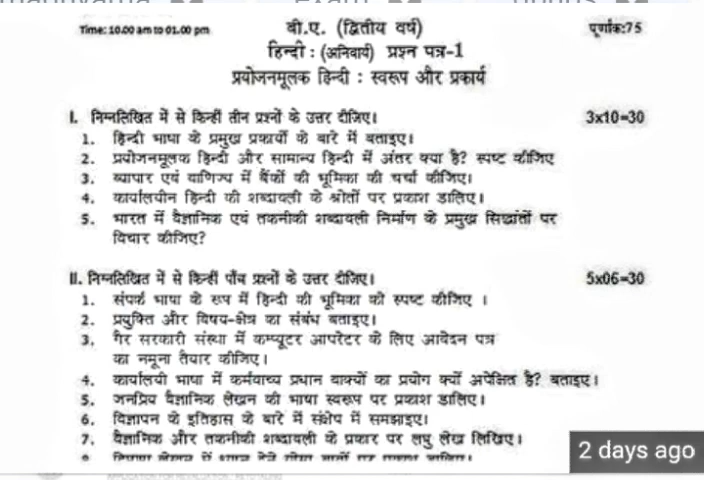 Time: 10.00 am to 01.00 pm
बी.ए. (द्वितीय वर्ष)
पूर्णांक:75
हिन्दी : (अनिवार्य) प्रश्न पत्र-1
प्रयोजनमूलक हिन्दी : स्वरूप और प्रकार्य
I. निम्नलिखित में से किन्हीं तीन प्रश्नों के उत्तर दीजिए।
3x10=30
1. हिन्दी भाषा के प्रमुख प्रकार्यों के बारे में बताइए।
2. प्रयोजनमूलक हिन्दी और सामान्य हिन्दी में अंतर क्या है? स्पष्ट कीजिए
3. व्यापार एवं वाणिज्य में बैंकों की भूमिका की चर्चा कीजिए।
4. कार्यालयीन हिन्दी की शब्दावली के श्रोतों पर प्रकाश डालिए।
5. भारत में वैज्ञानिक एवं तकनीकी शब्दावली निर्माण के प्रमुख सिद्धांतों पर
विचार कीजिए?
II. निम्नलिखित में से किन्हीं पाँच प्रश्नों के उत्तर दीजिए।
5x06=30
1. संपर्क भाषा के रूप में हिन्दी की भूमिका को स्पष्ट कीजिए ।
2. प्रयुक्ति और विषय-क्षेत्र का संबंध बताइए।
3. गैर सरकारी संस्था में कम्प्यूटर आपरेटर के लिए आवेदन पत्र
का नमूना तैयार कीजिए।
4. कार्यालयी भाषा में कर्मवाच्य प्रधान वाक्यों का प्रयोग क्यों अपेक्षित है? बताइए।
5. जनप्रिय वैज्ञानिक लेखन की भाषा स्वरूप पर प्रकाश डालिए।
6. विज्ञापन के इतिहास के बारे में संक्षेप में समझाइए।
7. वैज्ञानिक और तकनीकी शब्दावली के प्रकार पर लघु लेख लिखिए।
2 days ago